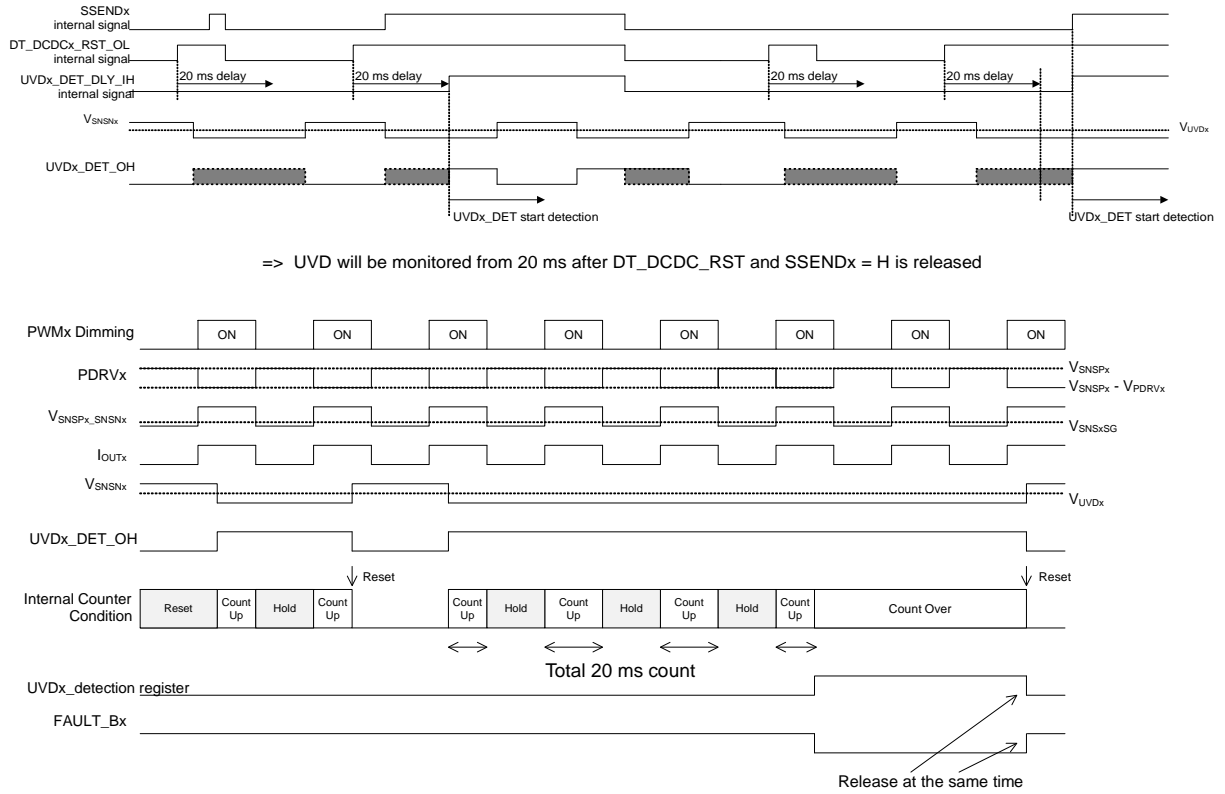 SSENDx
internal signal
DT_DCDCx_RST_OL
internal signal
20 ms delay
20 ms delay
20 ms delay
20 ms delay
UVDx_DET_DLY_IH
internal signal
VSNSNx
VUVDx
UVDx_DET_OH
UVDx_DET start detection
UVDx_DET start detection
=> UVD will be monitored from 20 ms after DT_DCDC_RST and SSENDx = H is released
PWMx Dimming
ON
ON
ON
ON
ON
ON
ON
ON
PDRVx
VSNSPx
VSNSPx - VPDRVx
VSNSPx_SNSNx
VSNSxSG
IOUTx
VSNSNx
VUVDx
UVDx_DET_OH
Reset
Reset
Internal Counter
Condition
Reset
Count
Up
Hold
Count
Up
Count
Up
Hold
Count
Up
Hold
Count
Up
Hold
Count
Up
Count Over
Total 20 ms count
UVDx_detection register
FAULT_Bx
Release at the same time